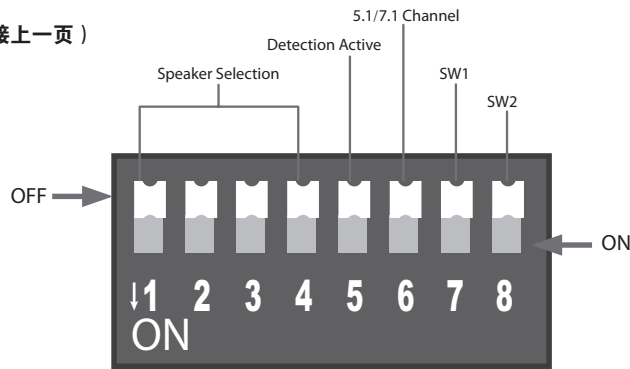 接上一页）
5.1/7.1 Channel
Detection Active
Speaker Selection
SW1
SW2
OFF
ON
↓1 2 3 4 5 6 7 8
ON